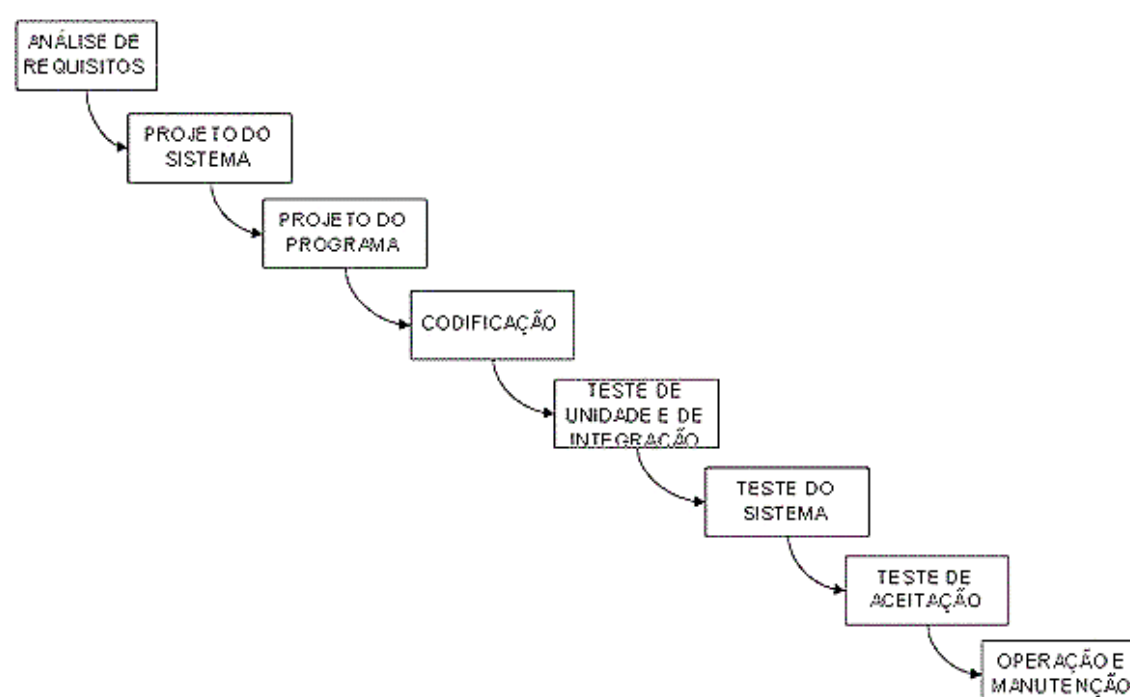 ANÁLISE DE
REQUISITOS
PROJETO DO
SISTEMA
PROJETO DO
PROGRAMA
CODIFICAÇÃO
TESTE DE
UNIDADE E DE
INTEGRAÇÃO
TESTE DO
SISTEMA
TESTE DE
ACEITAÇÃO
OPERAÇÃO E
MANUTENÇÃO